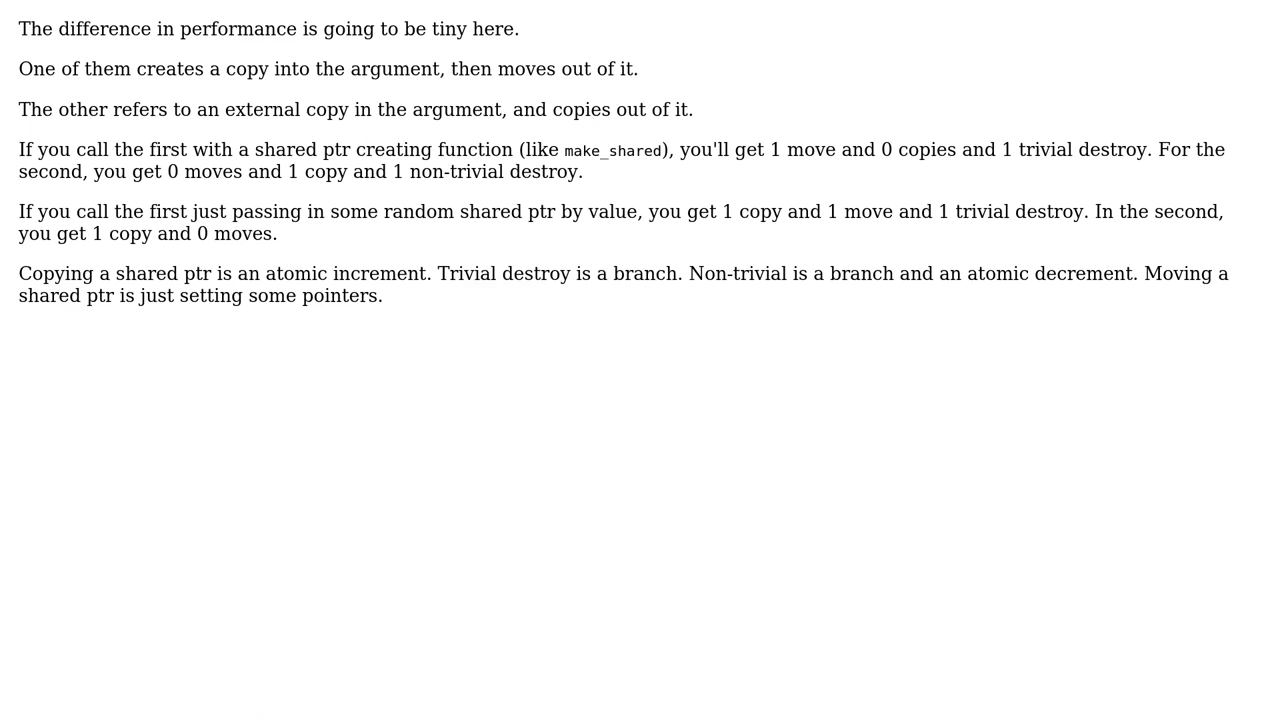 The difference in performance is going to be tiny here.
One of them creates a copy into the argument, then moves out of it.
The other refers to an external copy in the argument, and copies out of it.
If you call the first with a shared ptr creating function (like make_shared), you'll get 1 move and 0 copies and 1 trivial destroy. For the
second, you get 0 moves and 1 copy and 1 non-trivial destroy.
If you call the first just passing in some random shared ptr by value, you get 1 copy and 1 move and 1 trivial destroy. In the second,
you get 1 copy and 0 moves.
Copying a shared ptr is an atomic increment. Trivial destroy is a branch. Non-trivial is a branch and an atomic decrement. Moving a
shared ptr is just setting some pointers.